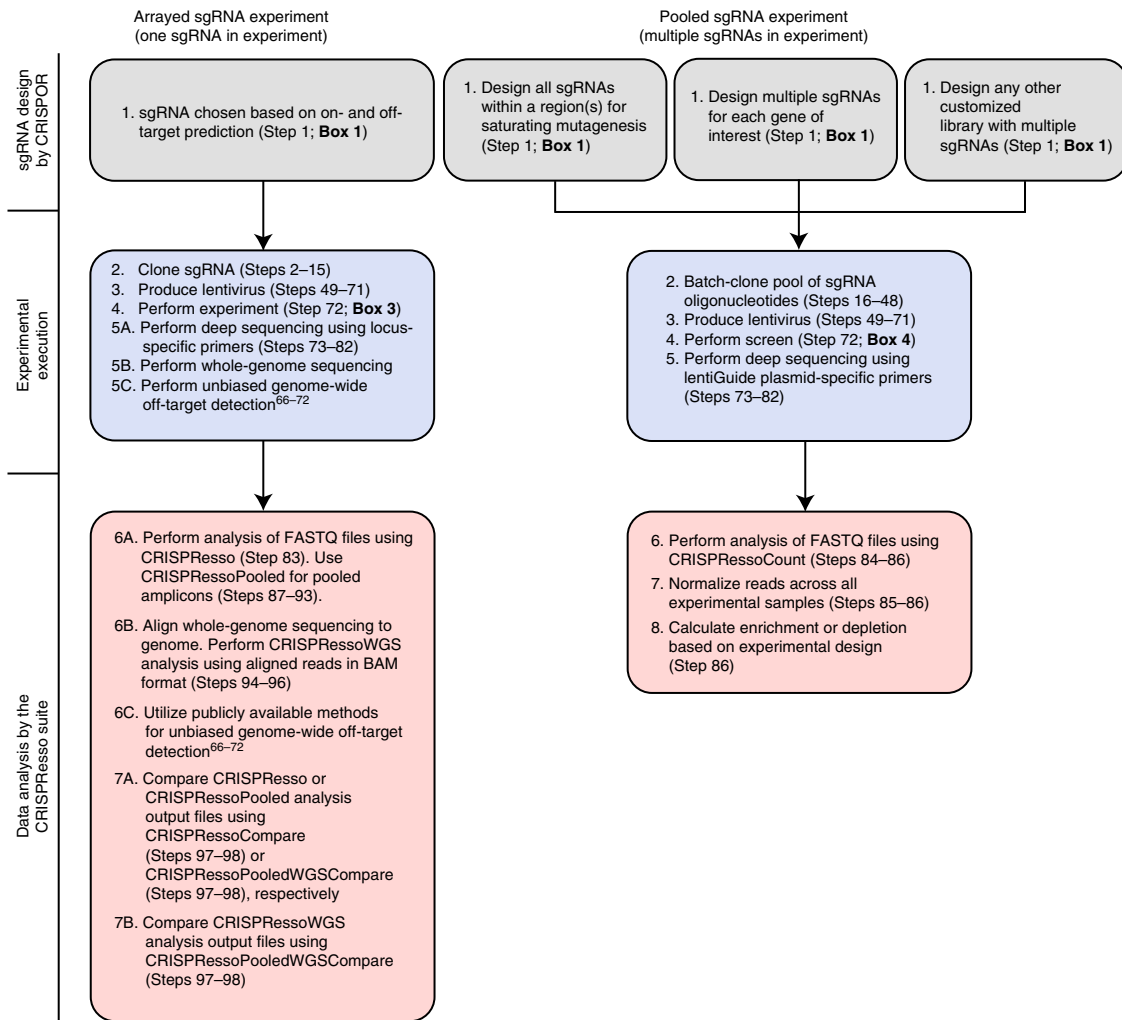 Arrayed sgRNA experiment
(one sgRNA in experiment)
Pooled sgRNA experiment
(multiple sgRNAs in experiment)
sgRNA design
by CRISPOR
1. sgRNA chosen based on on- and off-
target prediction (Step 1; Box 1)
1. Design all sgRNAs
within a region(s) for
saturating mutagenesis
(Step 1; Box 1)
1. Design multiple sgRNAs
for each gene of
interest (Step 1; Box 1)
1. Design any other
customized
library with multiple
sgRNAs (Step 1; Box 1)
Experimental
execution
2. Clone sgRNA (Steps 2–15)
3. Produce lentivirus (Steps 49–71)
4. Perform experiment (Step 72; Box 3)
5A. Perform deep sequencing using locus-
specific primers (Steps 73–82)
5B. Perform whole-genome sequencing
5C. Perform unbiased genome-wide
off-target detection66–72
2. Batch-clone pool of sgRNA
oligonucleotides (Steps 16–48)
3. Produce lentivirus (Steps 49–71)
4. Perform screen (Step 72; Box 4)
5. Perform deep sequencing using
lentiGuide plasmid-specific primers
(Steps 73–82)
Data analysis by the
CRISPResso suite
6A. Perform analysis of FASTQ files using
CRISPResso (Step 83). Use
CRISPRessoPooled for pooled
amplicons (Steps 87–93).
6B. Align whole-genome sequencing to
genome. Perform CRISPRessoWGS
analysis using aligned reads in BAM
format (Steps 94–96)
6C. Utilize publicly available methods
for unbiased genome-wide off-target
detection66–72
7A. Compare CRISPResso or
CRISPRessoPooled analysis
output files using
CRISPRessoCompare
(Steps 97–98) or
CRISPRessoPooledWGSCompare
(Steps 97–98), respectively
7B. Compare CRISPRessoWGS
analysis output files using
CRISPRessoPooledWGSCompare
(Steps 97–98)
6. Perform analysis of FASTQ files using
CRISPRessoCount (Steps 84–86)
7. Normalize reads across all
experimental samples (Steps 85–86)
8. Calculate enrichment or depletion
based on experimental design
(Step 86)